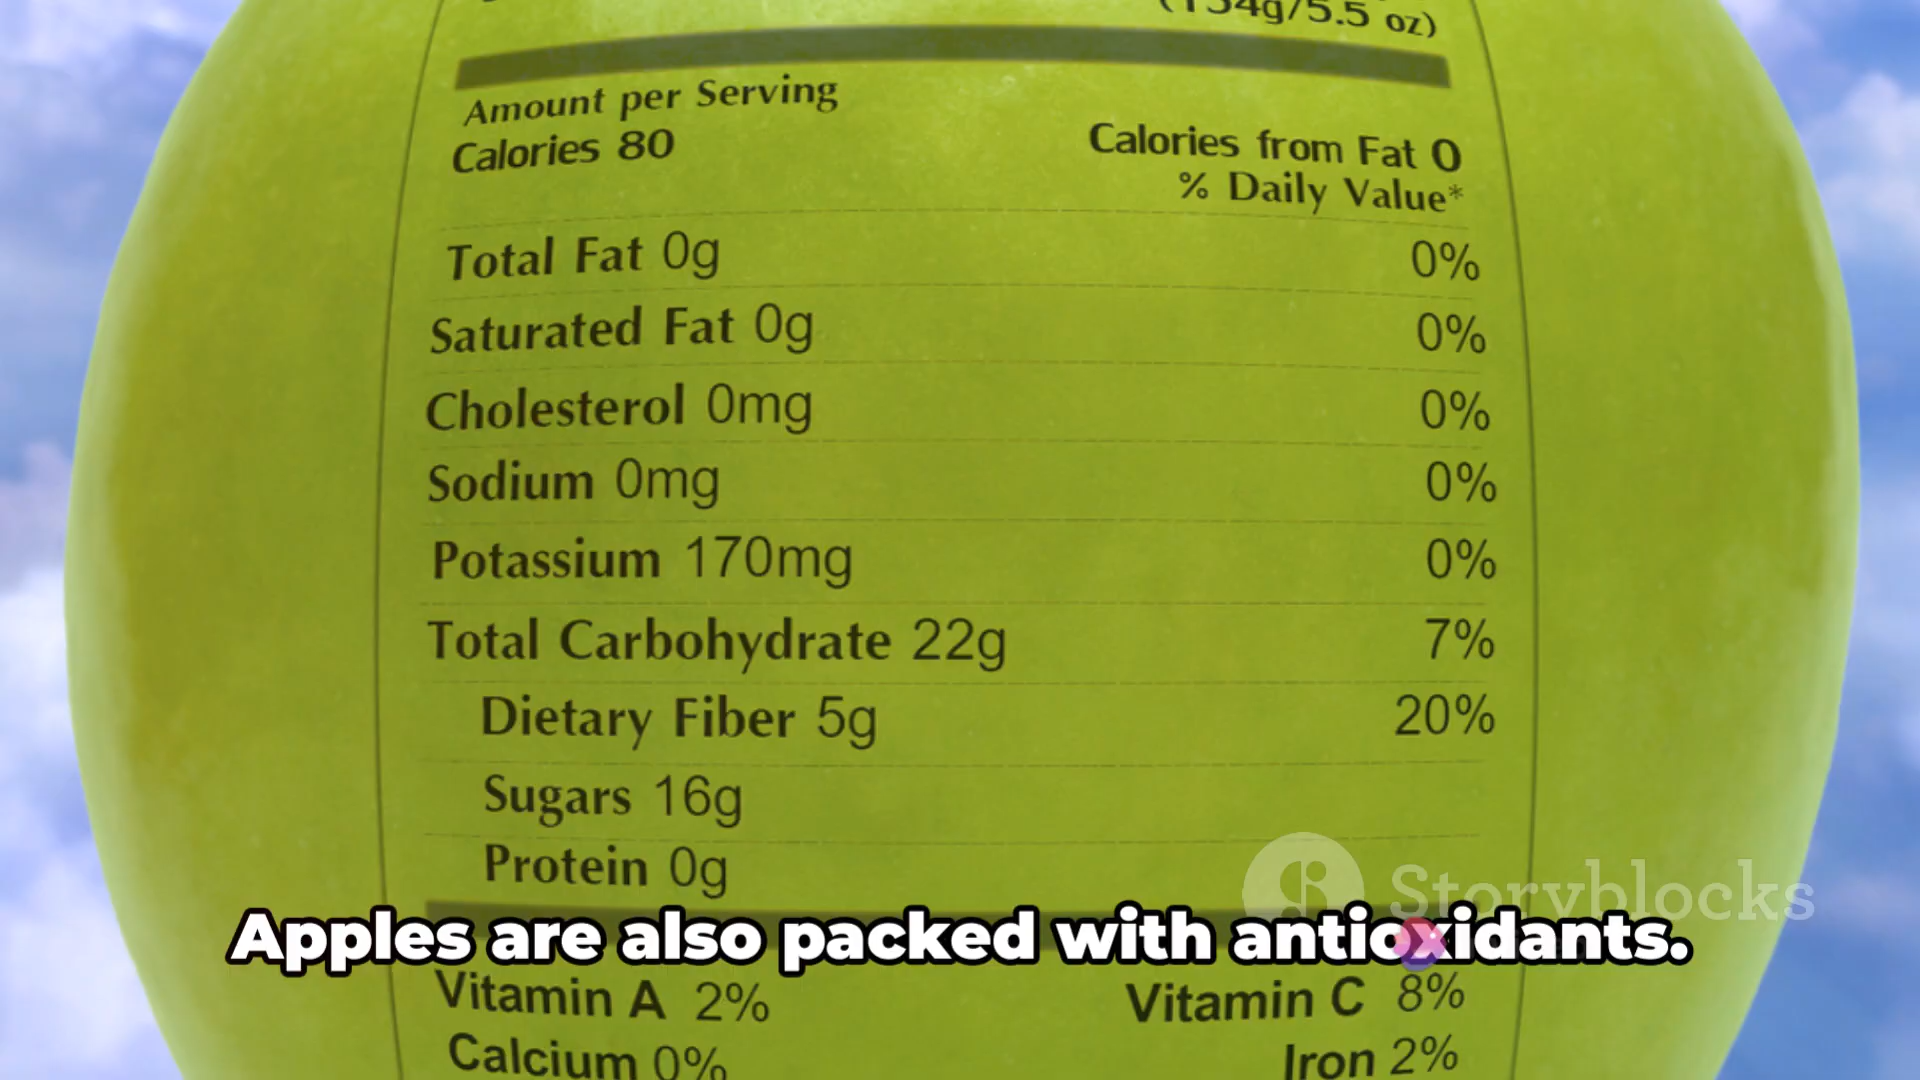 (154g/5.5 oz)
Amount per Serving
Calories 80
Calories from Fat 0
% Daily Value*
Total Fat 0g 0%
Saturated Fat 0g 0%
Cholesterol 0mg 0%
Sodium 0mg 0%
Potassium 170mg 0%
Total Carbohydrate 22g 7%
Dietary Fiber 5g 20%
Sugars 16g
Protein 0g
Storyblocks
Apples are also packed with antioxidants.
Vitamin A 2% Vitamin C 8%
Calcium 0% Iron 2%